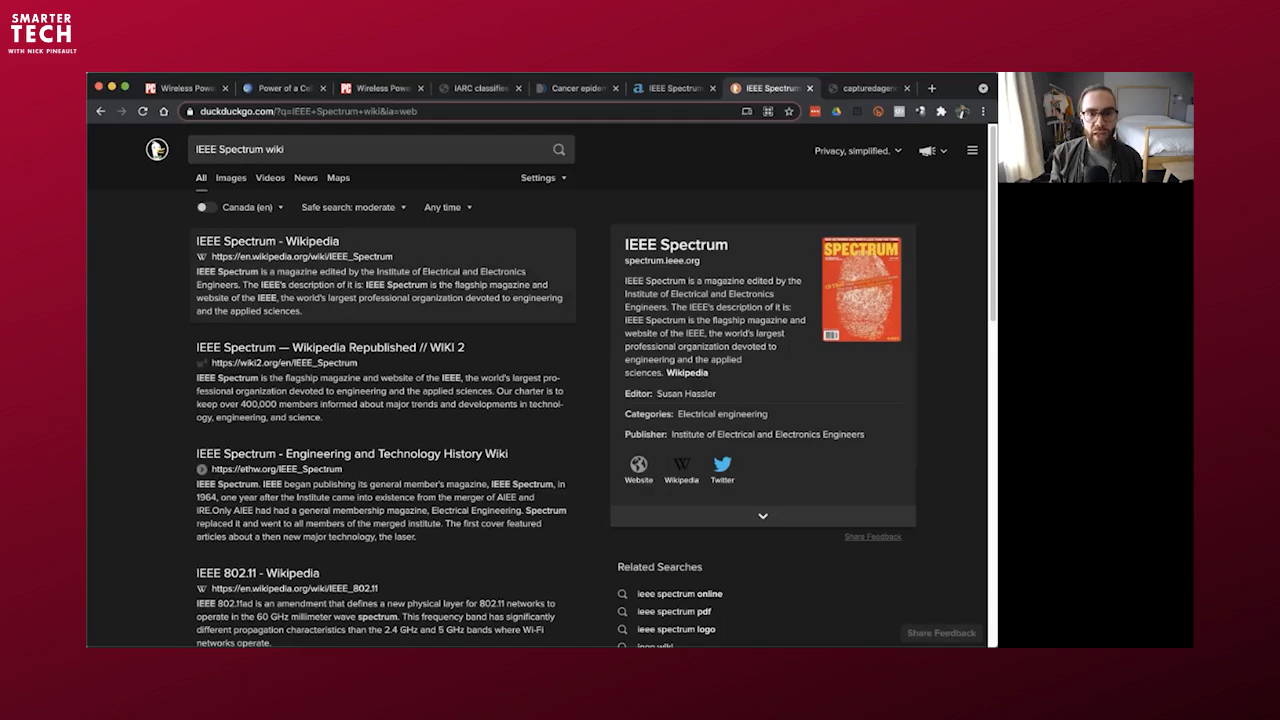 SMARTER
TECH
WITH NICK PINEAULT
Wireless Powe
Power of a Cel
Wireless Powe
IARC classifies
Cancer epiden
IEEE Spectrum
IEEE Spectrum
capturedagen
duckduckgo.com/?q=IEEE+Spectrum+wiki&ia=web
IEEE Spectrum wiki
Privacy, simplified.
All Images Videos News Maps Settings
Canada (en) Safe search: moderate Any time
IEEE Spectrum - Wikipedia
https://en.wikipedia.org/wiki/IEEE_Spectrum
IEEE Spectrum is a magazine edited by the Institute of Electrical and Electronics
Engineers. The IEEE's description of it is: IEEE Spectrum is the flagship magazine and
website of the IEEE, the world's largest professional organization devoted to engineering
and the applied sciences.
IEEE Spectrum — Wikipedia Republished // WIKI 2
https://wiki2.org/en/IEEE_Spectrum
IEEE Spectrum is the flagship magazine and website of the IEEE, the world's largest pro-
fessional organization devoted to engineering and the applied sciences. Our charter is to
keep over 400,000 members informed about major trends and developments in technol-
ogy, engineering, and science.
IEEE Spectrum - Engineering and Technology History Wiki
https://ethw.org/IEEE_Spectrum
IEEE Spectrum. IEEE began publishing its general member's magazine, IEEE Spectrum, in
1964, one year after the Institute came into existence from the merger of AIEE and
IRE.Only AIEE had had a general membership magazine, Electrical Engineering. Spectrum
replaced it and went to all members of the merged institute. The first cover featured
articles about a then new major technology, the laser.
IEEE 802.11 - Wikipedia
https://en.wikipedia.org/wiki/IEEE_802.11
IEEE 802.11ad is an amendment that defines a new physical layer for 802.11 networks to
operate in the 60 GHz millimeter wave spectrum. This frequency band has significantly
different propagation characteristics than the 2.4 GHz and 5 GHz bands where Wi-Fi
networks operate.
IEEE Spectrum
spectrum.ieee.org
IEEE Spectrum is a magazine edited by the
Institute of Electrical and Electronics
Engineers. The IEEE's description of it is:
IEEE Spectrum is the flagship magazine and
website of the IEEE, the world's largest
professional organization devoted to
engineering and the applied
sciences. Wikipedia
SPECTRUM
Editor: Susan Hassler
Categories: Electrical engineering
Publisher: Institute of Electrical and Electronics Engineers
Website Wikipedia Twitter
Share Feedback
Related Searches
ieee spectrum online
ieee spectrum pdf
ieee spectrum logo
Share Feedback